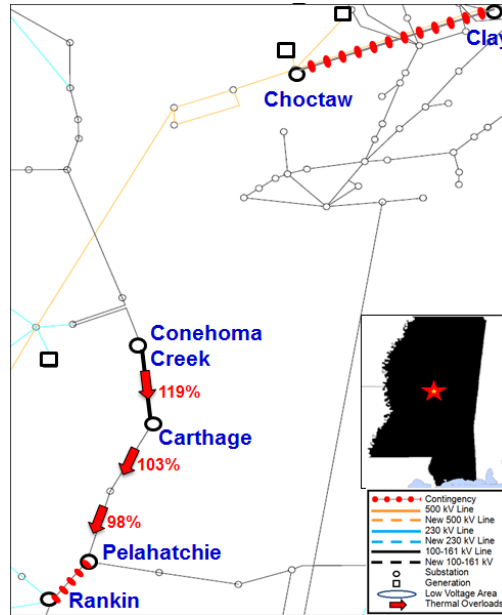 Clay
Choctaw
Conehoma
Creek
119%
Carthage
103%
98%
Pelahatchie
Rankin
Contingency
500 kV Line
New 500 kV Line
230 kV Line
New 230 kV Line
100-161 kV Line
New 100-161 kV
Substation
Generation
Low Voltage Area
Thermal Overloads